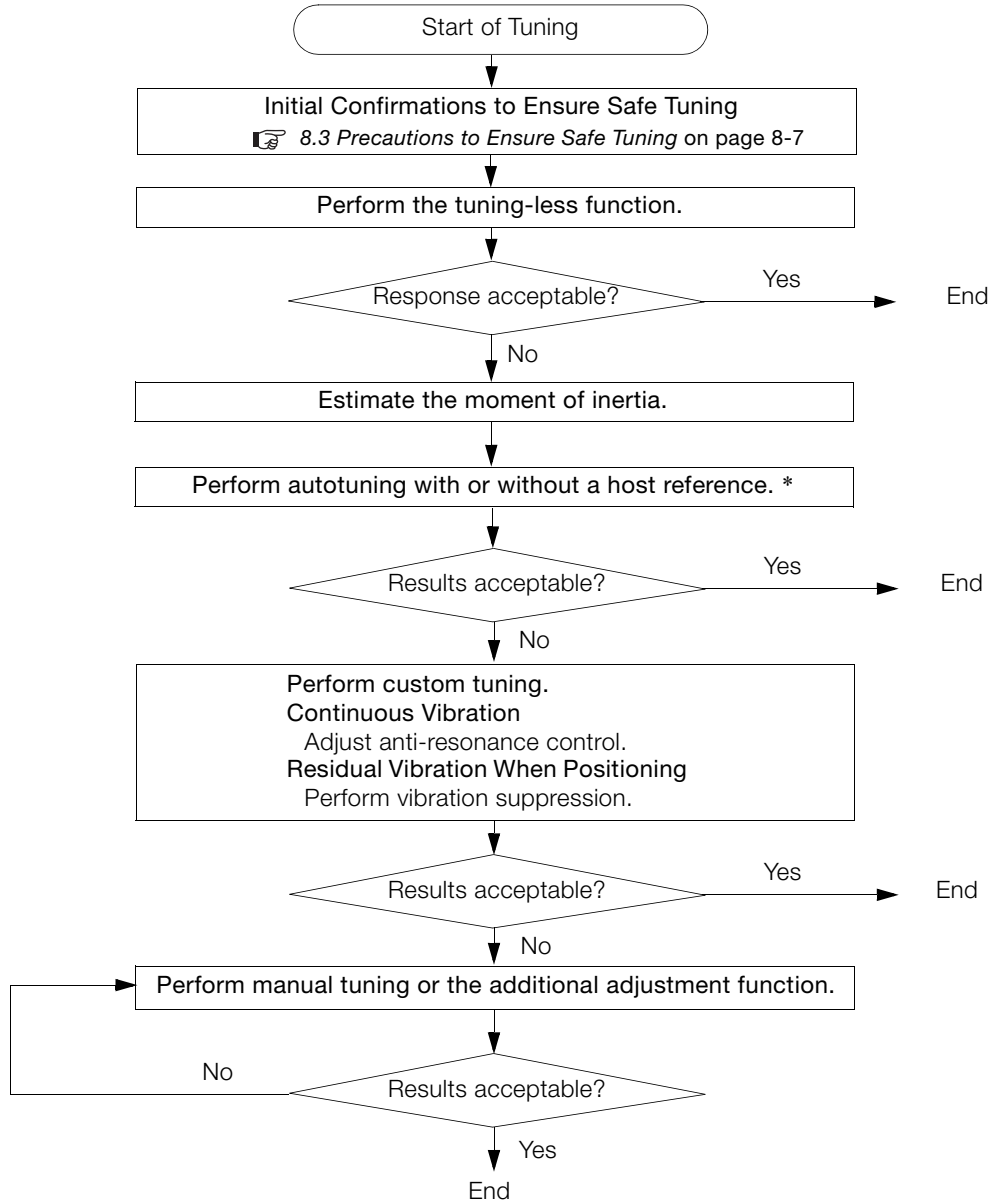 Start of Tuning
Initial Confirmations to Ensure Safe Tuning
8.3 Precautions to Ensure Safe Tuning on page 8-7
Perform the tuning-less function.
Response acceptable?
Yes
End
No
Estimate the moment of inertia.
Perform autotuning with or without a host reference. *
Results acceptable?
Yes
End
No
Perform custom tuning.
Continuous Vibration
Adjust anti-resonance control.
Residual Vibration When Positioning
Perform vibration suppression.
Results acceptable?
Yes
End
No
Perform manual tuning or the additional adjustment function.
No
Results acceptable?
Yes
End